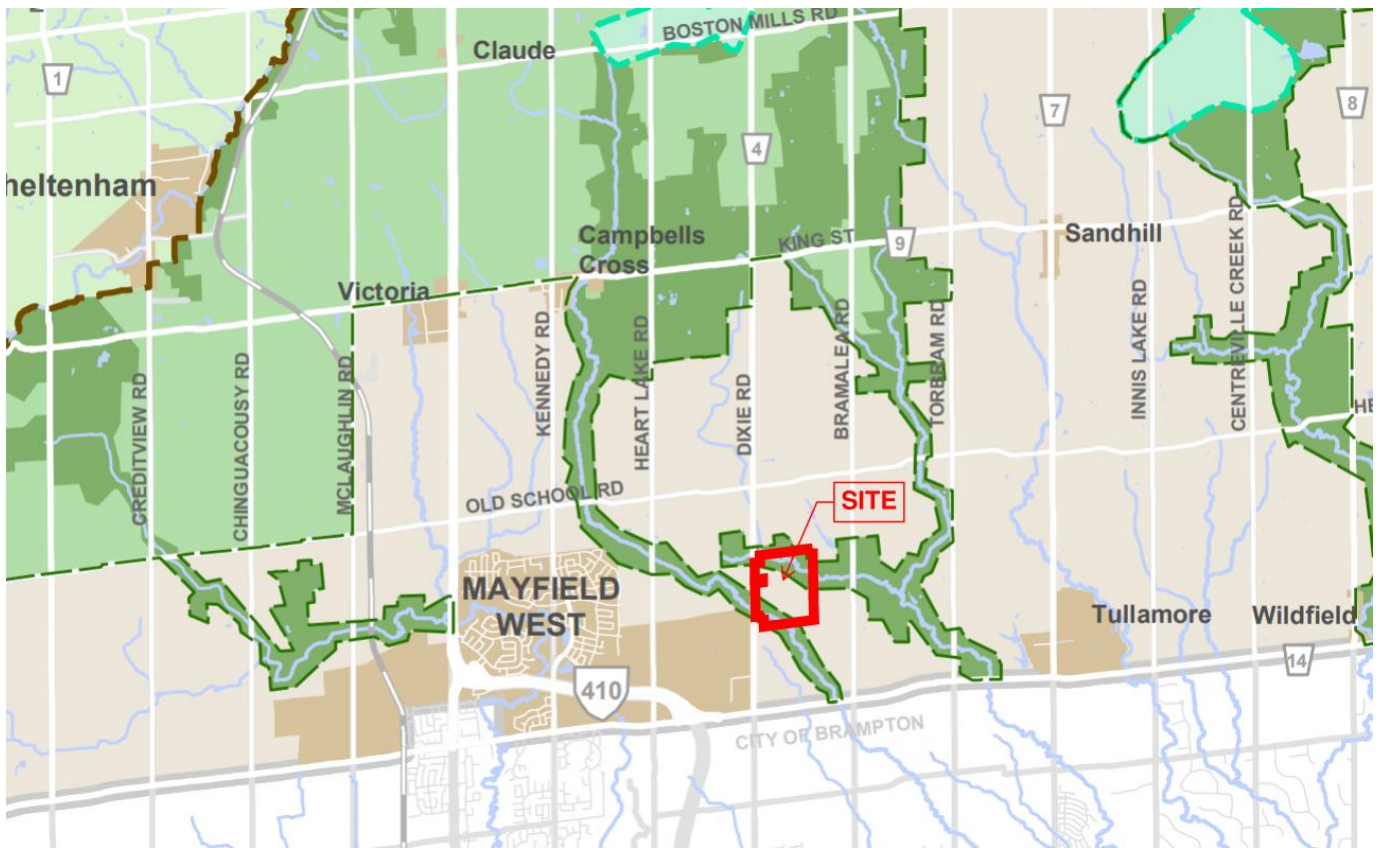 BOSTON MILLS RD
Claude
1
7
8
4
heltenham
CENTREVILLE CREEK RD
Sandhill
Campbells
Cross
KING ST
9
Victoria
INNIS LAKE RD
KENNEDY RD
HEART LAKE RD
DIXIE RD
BRAMALEA RD
TORBRAM RD
CREDITVIEW RD
CHINGUACOUSY RD
MCLAUGHLIN RD
HE
OLD SCHOOL RD
SITE
MAYFIELD
WEST
Tullamore
Wildfield
14
410
CITY OF BRAMPTON